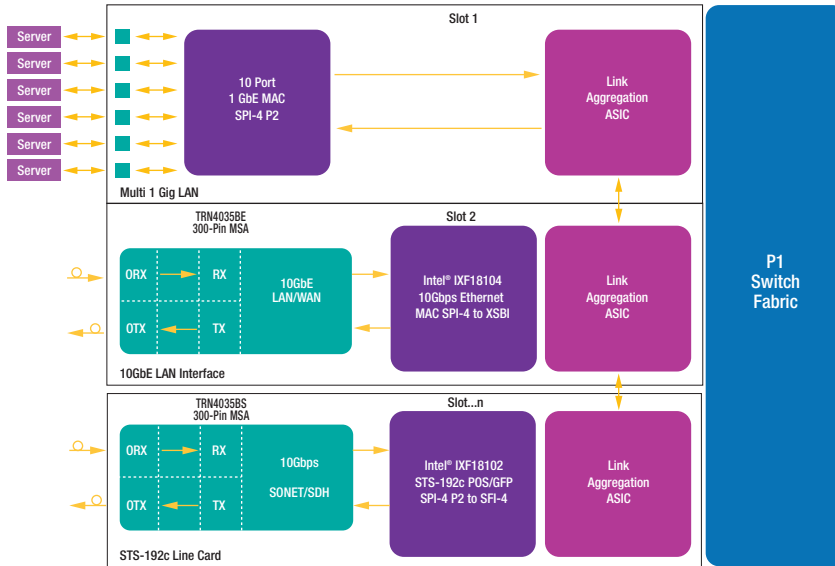 Slot 1
Server
Server
Server
Server
Server
Server
10 Port
1 GbE MAC
SPI-4 P2
Link
Aggregation
ASIC
Multi 1 Gig LAN
TRN4035BE
300-Pin MSA
Slot 2
ORX
RX
OTX
TX
10GbE
LAN/WAN
Intel® IXF18104
10Gbps Ethernet
MAC SPI-4 to XSBI
Link
Aggregation
ASIC
10GbE LAN Interface
TRN4035BS
300-Pin MSA
Slot...n
ORX
RX
OTX
TX
10Gbps
SONET/SDH
Intel® IXF18102
STS-192c POS/GFP
SPI-4 P2 to SFI-4
Link
Aggregation
ASIC
STS-192c Line Card
P1
Switch
Fabric